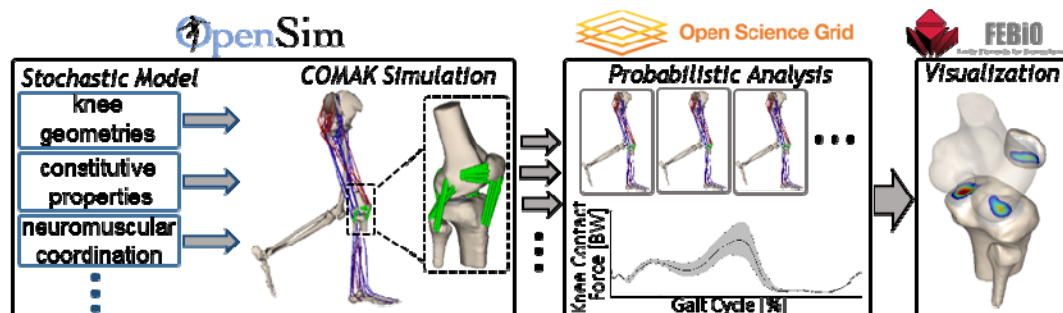 OpenSim
Open Science Grid
FEBiO
Stochastic Model
COMAK Simulation
Probabilistic Analysis
Visualization
knee
geometries
constitutive
properties
neuromuscular
coordination
Knee Contact
Force [BW]
Gait Cycle [%]